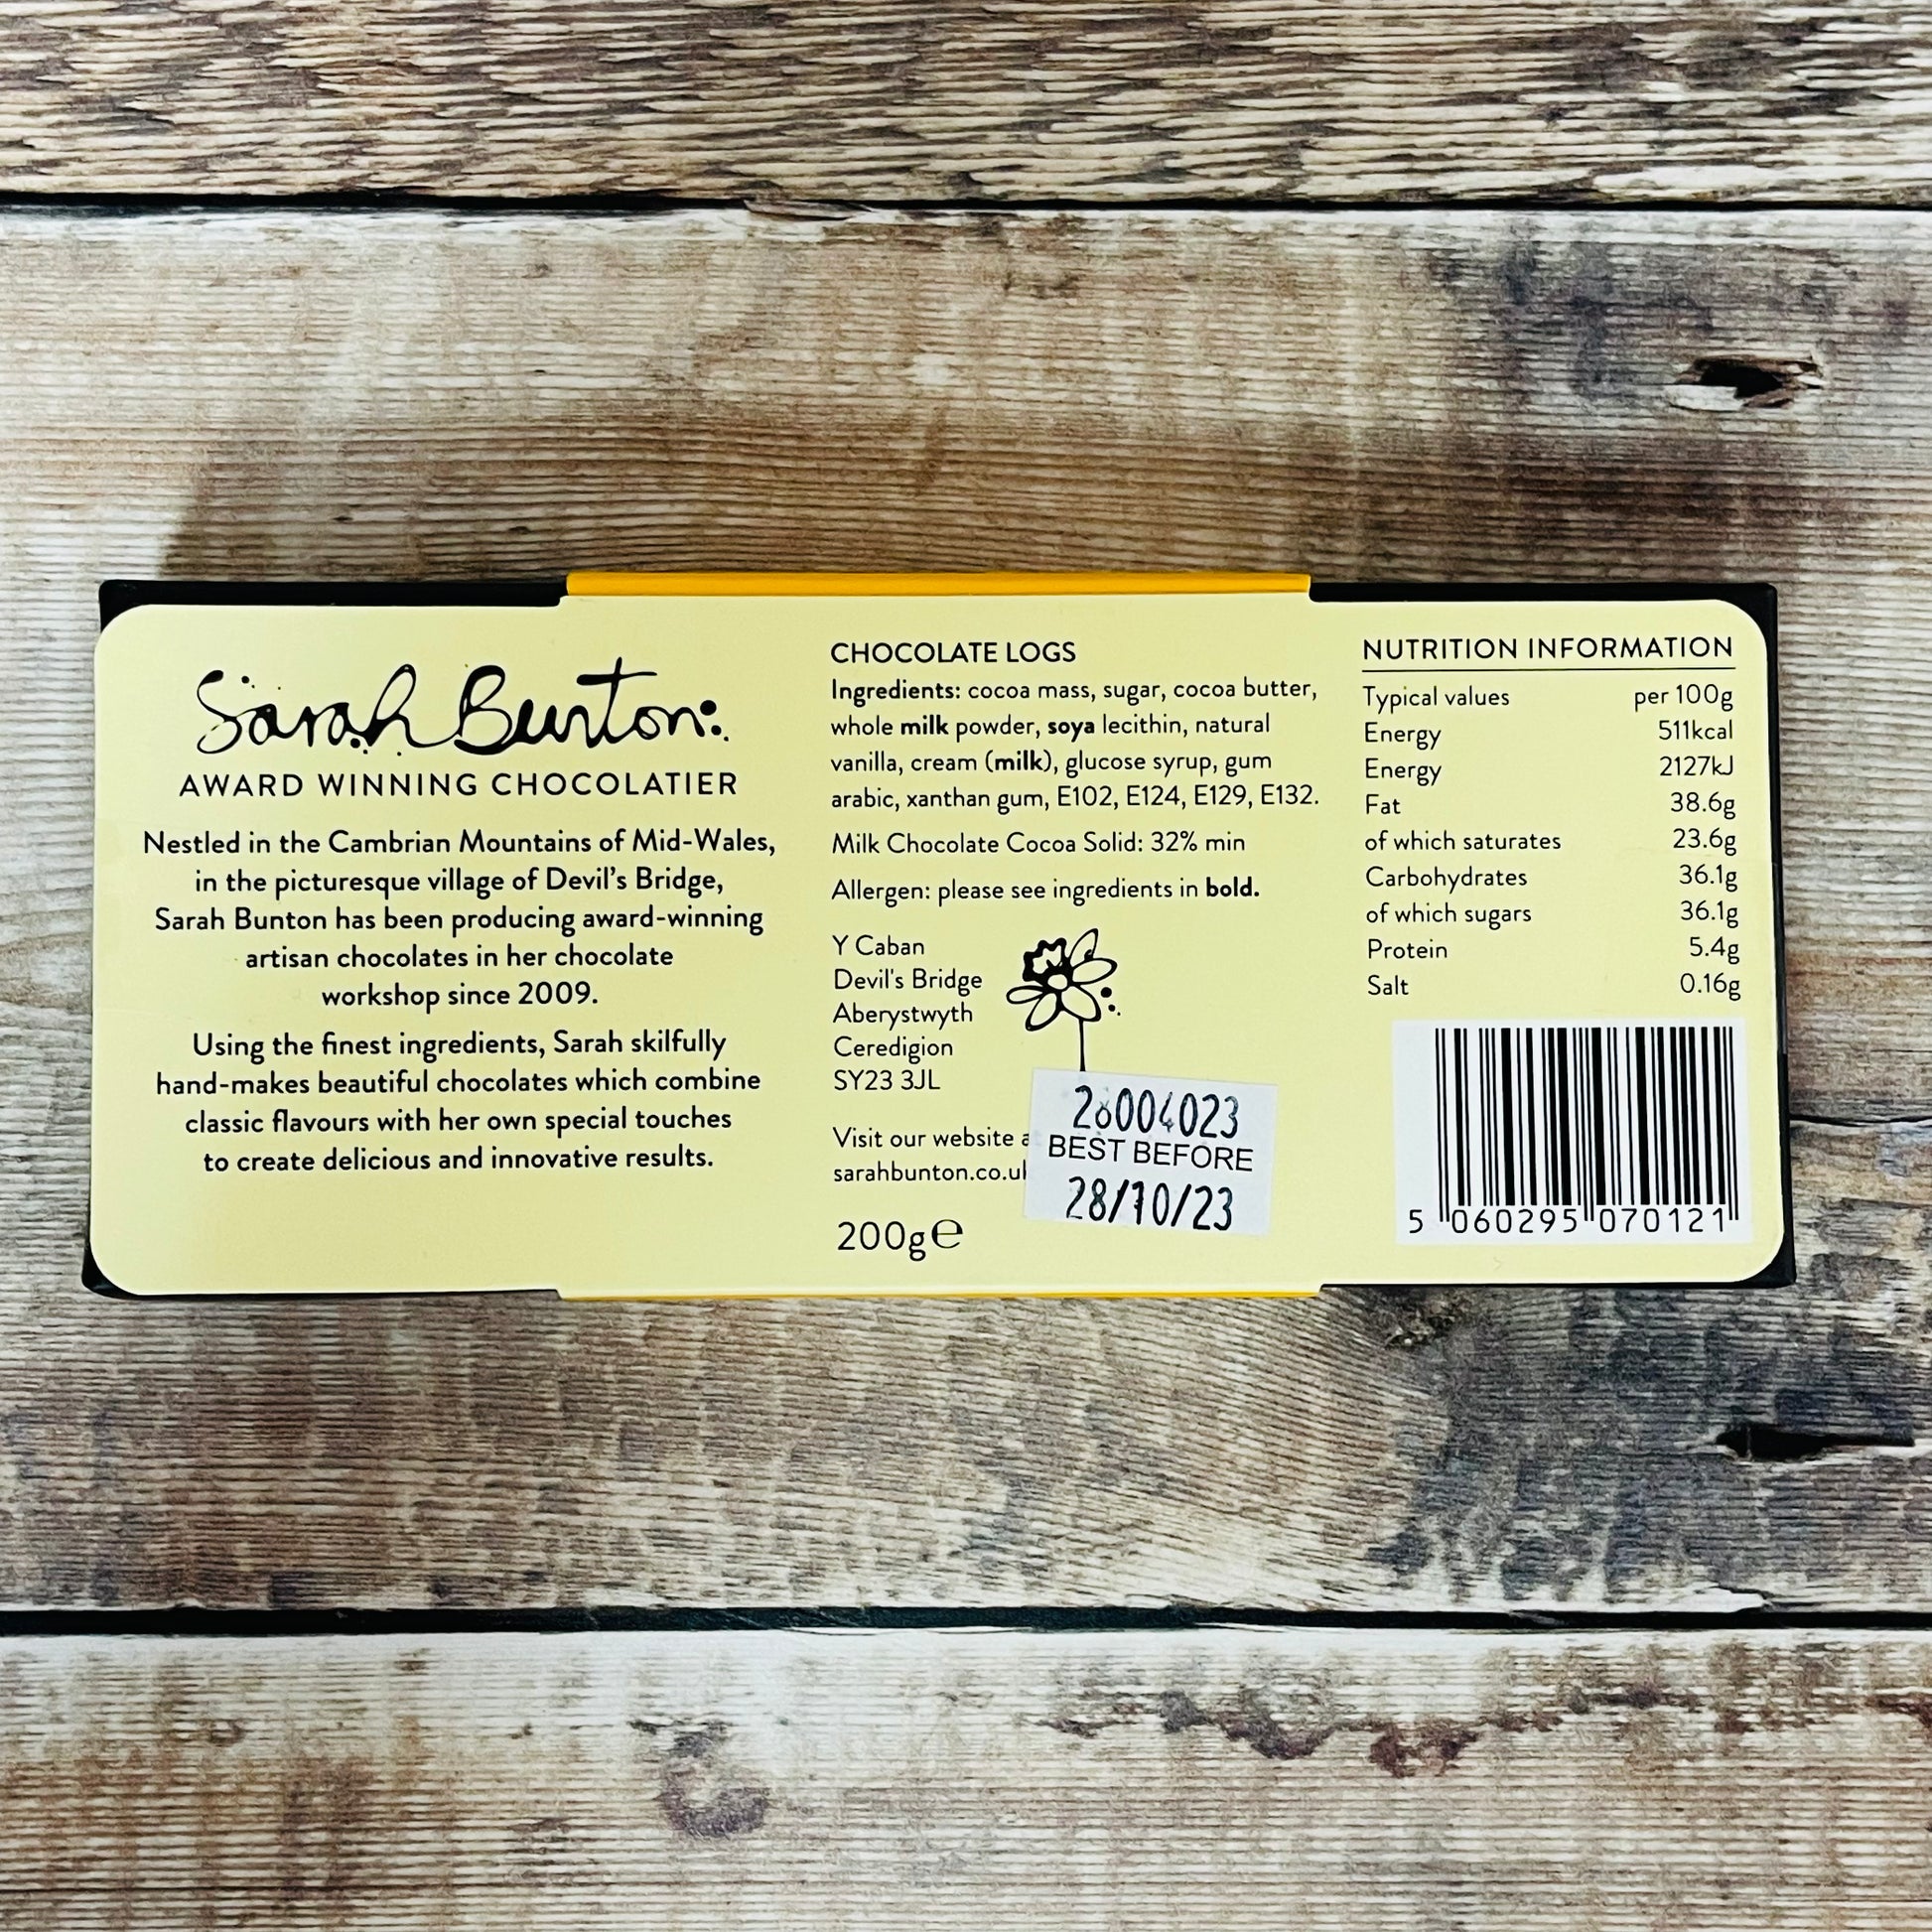 Sarah Bunton
AWARD WINNING CHOCOLATIER
Nestled in the Cambrian Mountains of Mid-Wales,
in the picturesque village of Devil's Bridge,
Sarah Bunton has been producing award-winning
artisan chocolates in her chocolate
workshop since 2009.
Using the finest ingredients, Sarah skilfully
hand-makes beautiful chocolates which combine
classic flavours with her own special touches
to create delicious and innovative results.
CHOCOLATE LOGS
Ingredients: cocoa mass, sugar, cocoa butter,
whole milk powder, soya lecithin, natural
vanilla, cream (milk), glucose syrup, gum
arabic, xanthan gum, E102, E124, E129, E132.
Milk Chocolate Cocoa Solid: 32% min
Allergen: please see ingredients in bold.
Y Caban
Devil's Bridge
Aberystwyth
Ceredigion
SY23 3JL
Visit our website
sarahbunton.co.uk
200g℮
BEST BEFORE
28/10/23
NUTRITION INFORMATION
Typical values per 100g
Energy 511kcal
Energy 2127kJ
Fat 38.6g
of which saturates 23.6g
Carbohydrates 36.1g
of which sugars 36.1g
Protein 5.4g
Salt 0.16g
5 060295 070121